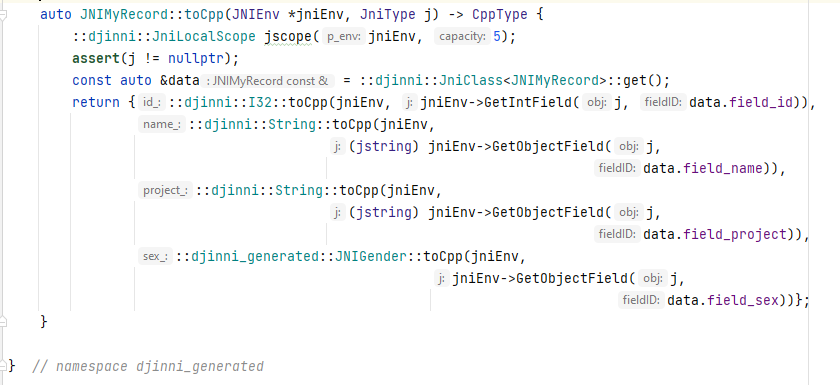 auto JNIMyRecord::toCpp(JNIEnv *jniEnv, JniType j) -> CppType {
::djinni::JniLocalScope jscope( p_env: jniEnv, capacity: 5);
assert(j != nullptr);
const auto &data : JNIMyRecord const & = ::djinni::JniClass<JNIMyRecord>::get();
return { id_: ::djinni::I32::toCpp(jniEnv, j: jniEnv->GetIntField( obj: j, fieldID: data.field_id)),
name_: ::djinni::String::toCpp(jniEnv,
j: (jstring) jniEnv->GetObjectField( obj: j,
fieldID: data.field_name)),
project_: ::djinni::String::toCpp(jniEnv,
j: (jstring) jniEnv->GetObjectField( obj: j,
fieldID: data.field_project)),
sex_: ::djinni_generated::JNIGender::toCpp(jniEnv,
j: jniEnv->GetObjectField( obj: j,
fieldID: data.field_sex))};
}
} // namespace djinni_generated